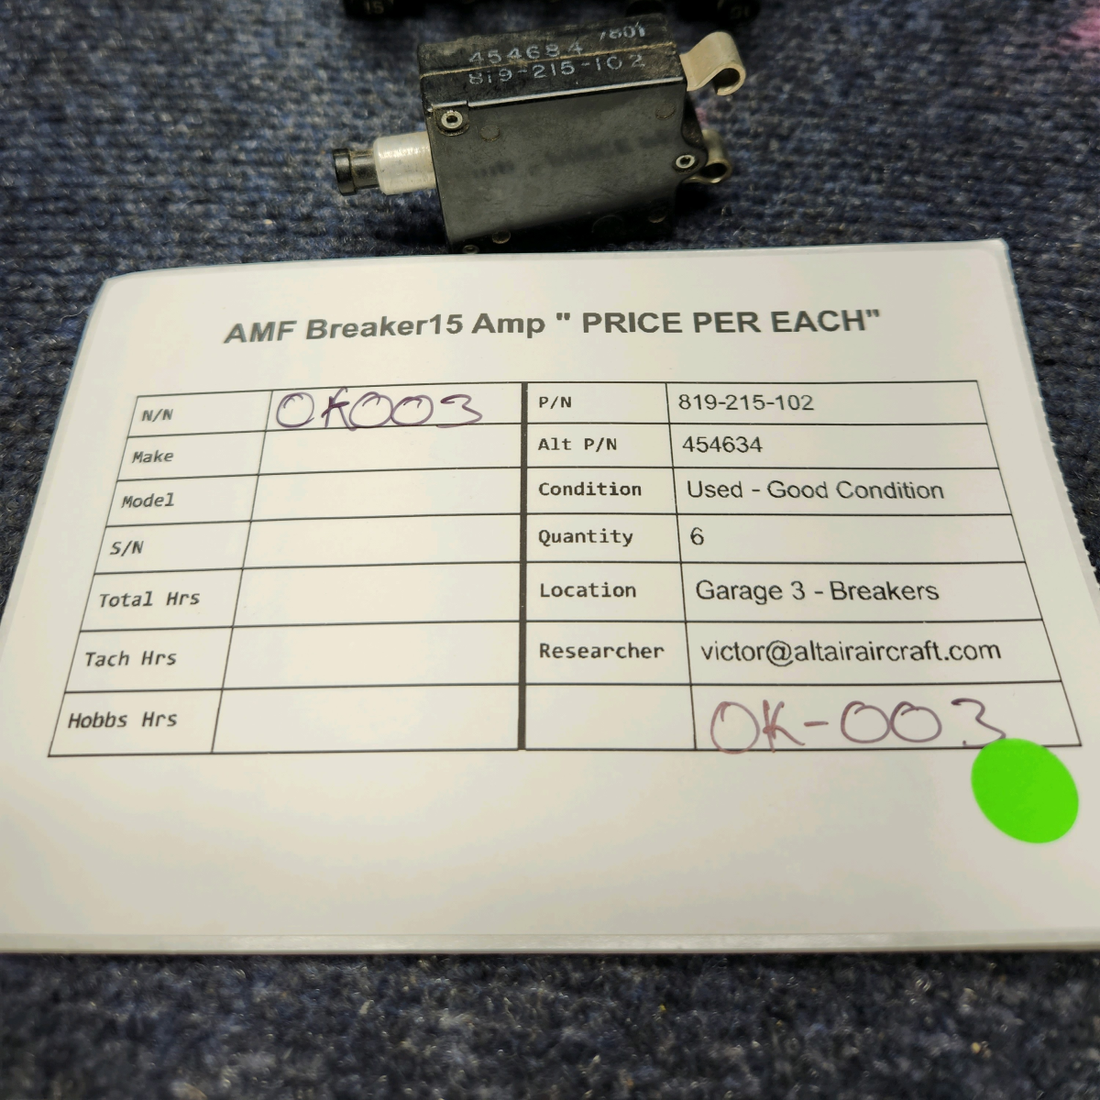 15
454684 7801
819-215-102
AMF Breaker15 Amp " PRICE PER EACH"
N/N OK003 P/N 819-215-102
Make Alt P/N 454634
Model Condition Used - Good Condition
S/N Quantity 6
Total Hrs Location Garage 3 - Breakers
Tach Hrs Researcher victor@altairaircraft.com
Hobbs Hrs OK-003